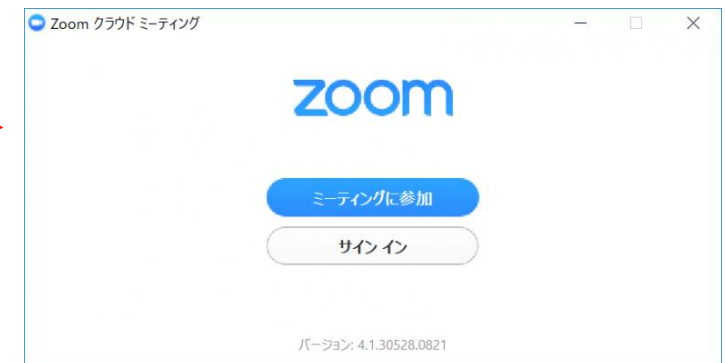 Zoom クラウド ミーティング
zoom
ミーティングに参加
サイン イン
バージョン: 4.1.30528.0821